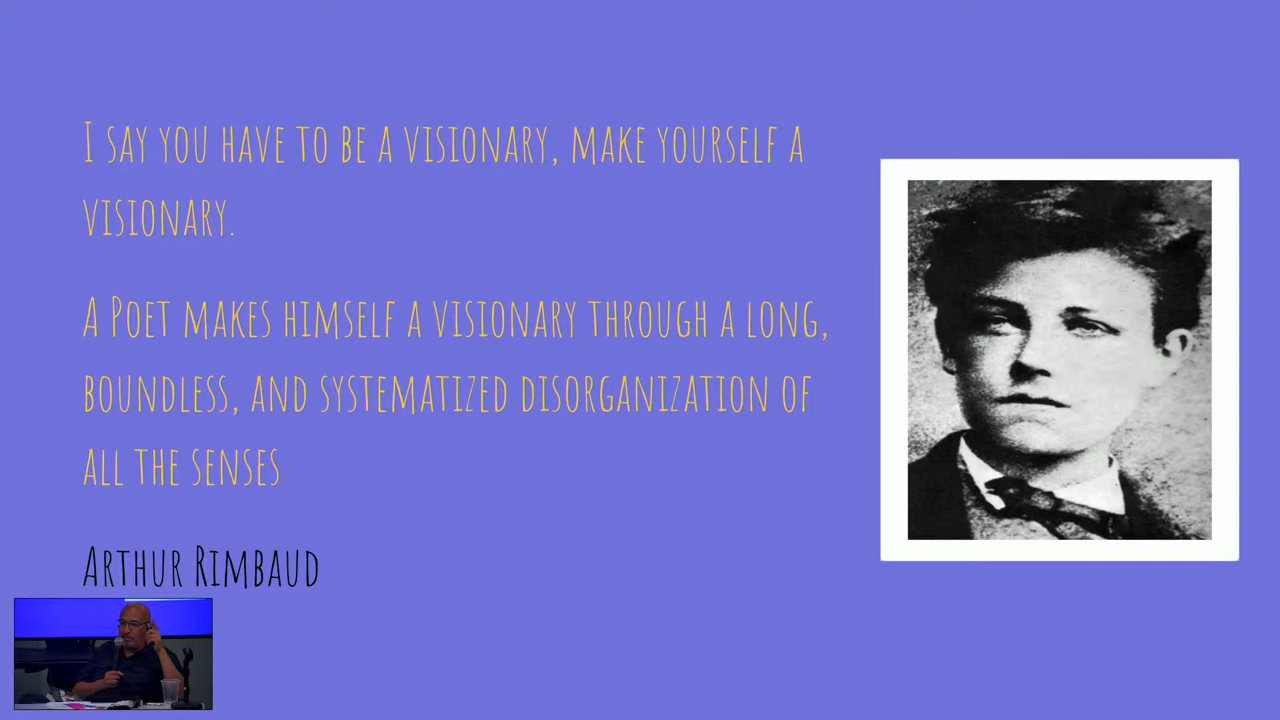 I say you have to be a visionary, make yourself a
visionary.
A Poet makes himself a visionary through a long,
boundless, and systematized disorganization of
all the senses
Arthur Rimbaud